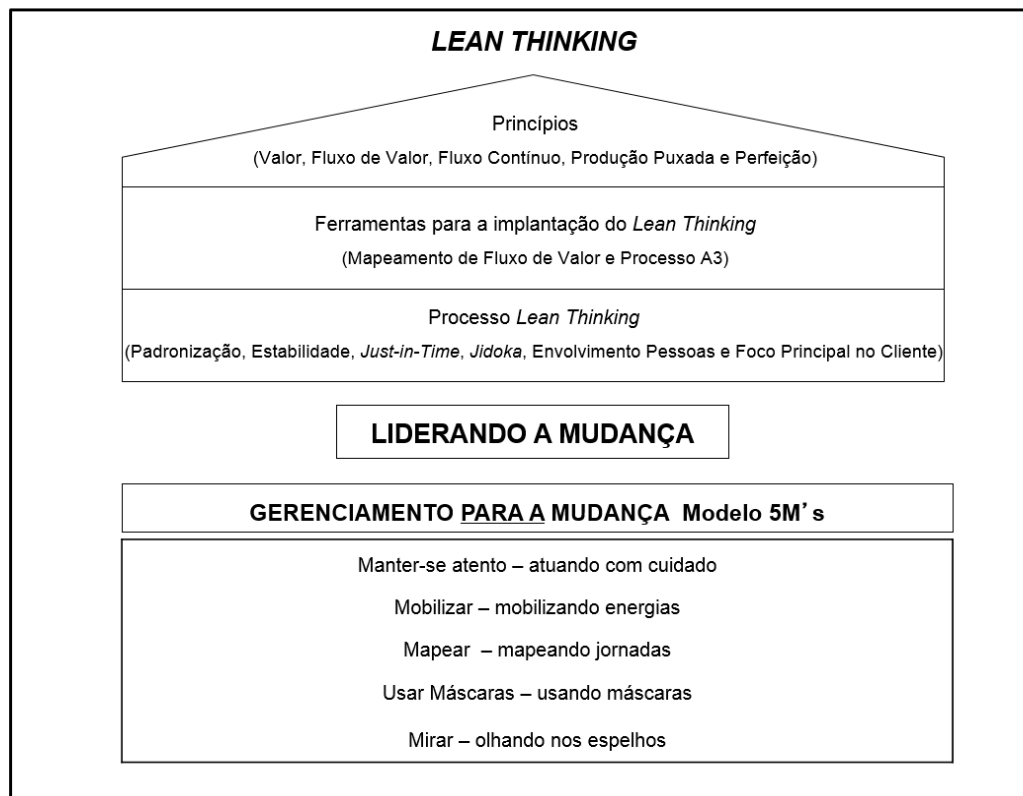 LEAN THINKING
Princípios
(Valor, Fluxo de Valor, Fluxo Contínuo, Produção Puxada e Perfeição)
Ferramentas para a implantação do Lean Thinking
(Mapeamento de Fluxo de Valor e Processo A3)
Processo Lean Thinking
(Padronização, Estabilidade, Just-in-Time, Jidoka, Envolvimento Pessoas e Foco Principal no Cliente)
LIDERANDO A MUDANÇA
GERENCIAMENTO PARA A MUDANÇA Modelo 5M's
Manter-se atento – atuando com cuidado
Mobilizar – mobilizando energias
Mapear – mapeando jornadas
Usar Máscaras – usando máscaras
Mirar – olhando nos espelhos